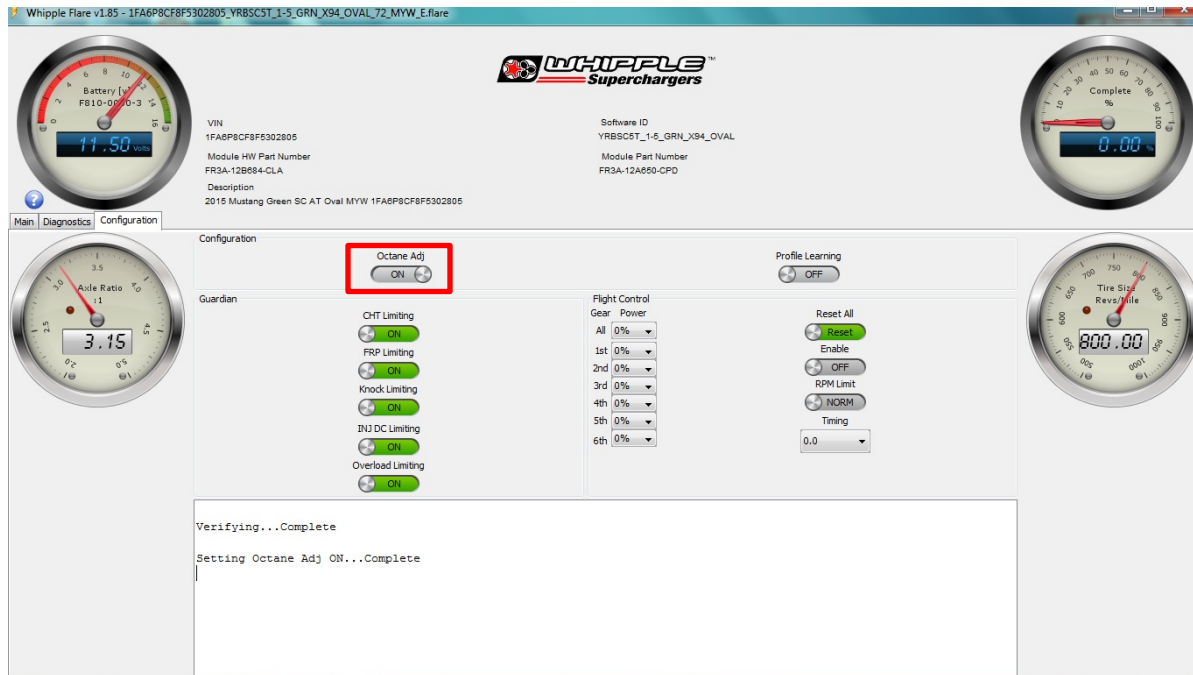 Whipple Flare v1.85 - 1FA6P8CF8F5302805_YRBSC5T_1-5_GRN_X94_OVAL_72_MYW_E.flare
WHIPPLE™
Superchargers
Battery [v]
11.50 Volts
Complete
%
0.00 %
VIN
1FA6P8CF8F5302805
Module HW Part Number
FR3A-12B684-CLA
Description
2015 Mustang Green SC AT Oval MYW 1FA6P8CF8F5302805
Software ID
YRBSC5T_1-5_GRN_X94_OVAL
Module Part Number
FR3A-12A650-CPD
Main Diagnostics Configuration
Axle Ratio
:1
3.15
Configuration
Octane Adj
ON
Profile Learning
OFF
Guardian
CHT Limiting
ON
FRP Limiting
ON
Knock Limiting
ON
INJ DC Limiting
ON
Overload Limiting
ON
Flight Control
Gear Power
All 0%
1st 0%
2nd 0%
3rd 0%
4th 0%
5th 0%
6th 0%
Reset All
Reset
Enable
OFF
RPM Limit
NORM
Timing
0.0
Tire Size
Revs/Mile
800.00
Verifying...Complete
Setting Octane Adj ON...Complete